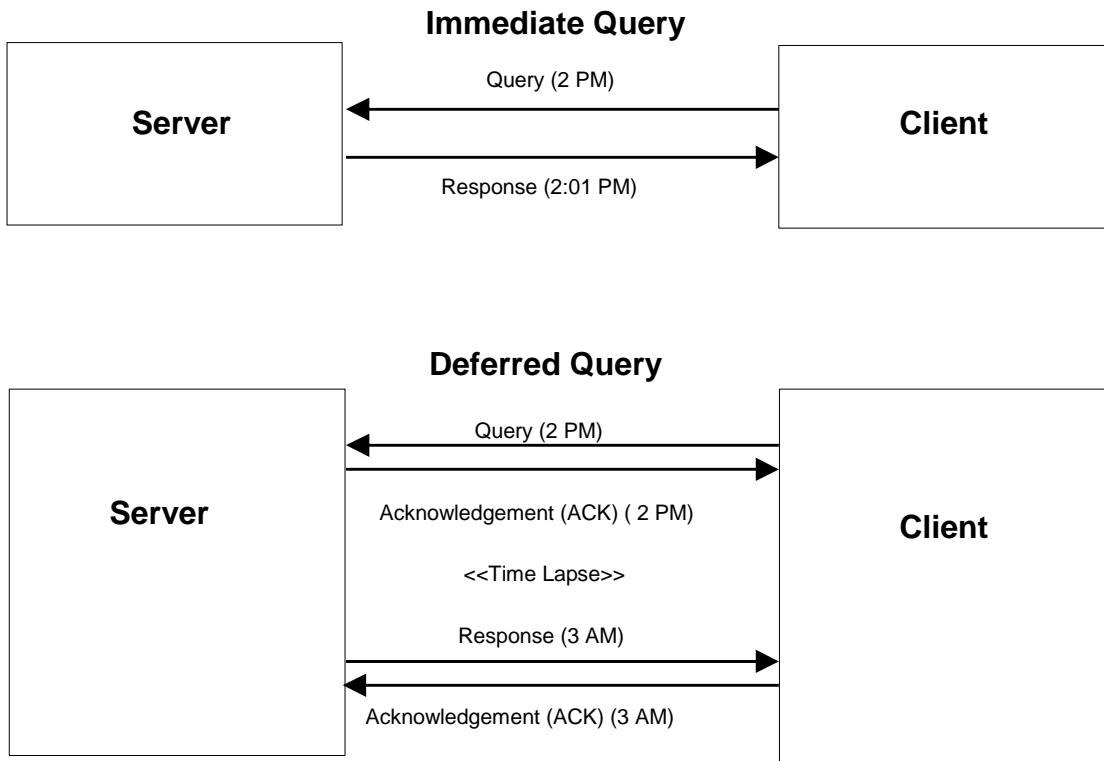 Immediate Query
Query (2 PM)
Server
Client
Response (2:01 PM)
Deferred Query
Query (2 PM)
Server
Acknowledgement (ACK) ( 2 PM)
Client
<<Time Lapse>>
Response (3 AM)
Acknowledgement (ACK) (3 AM)